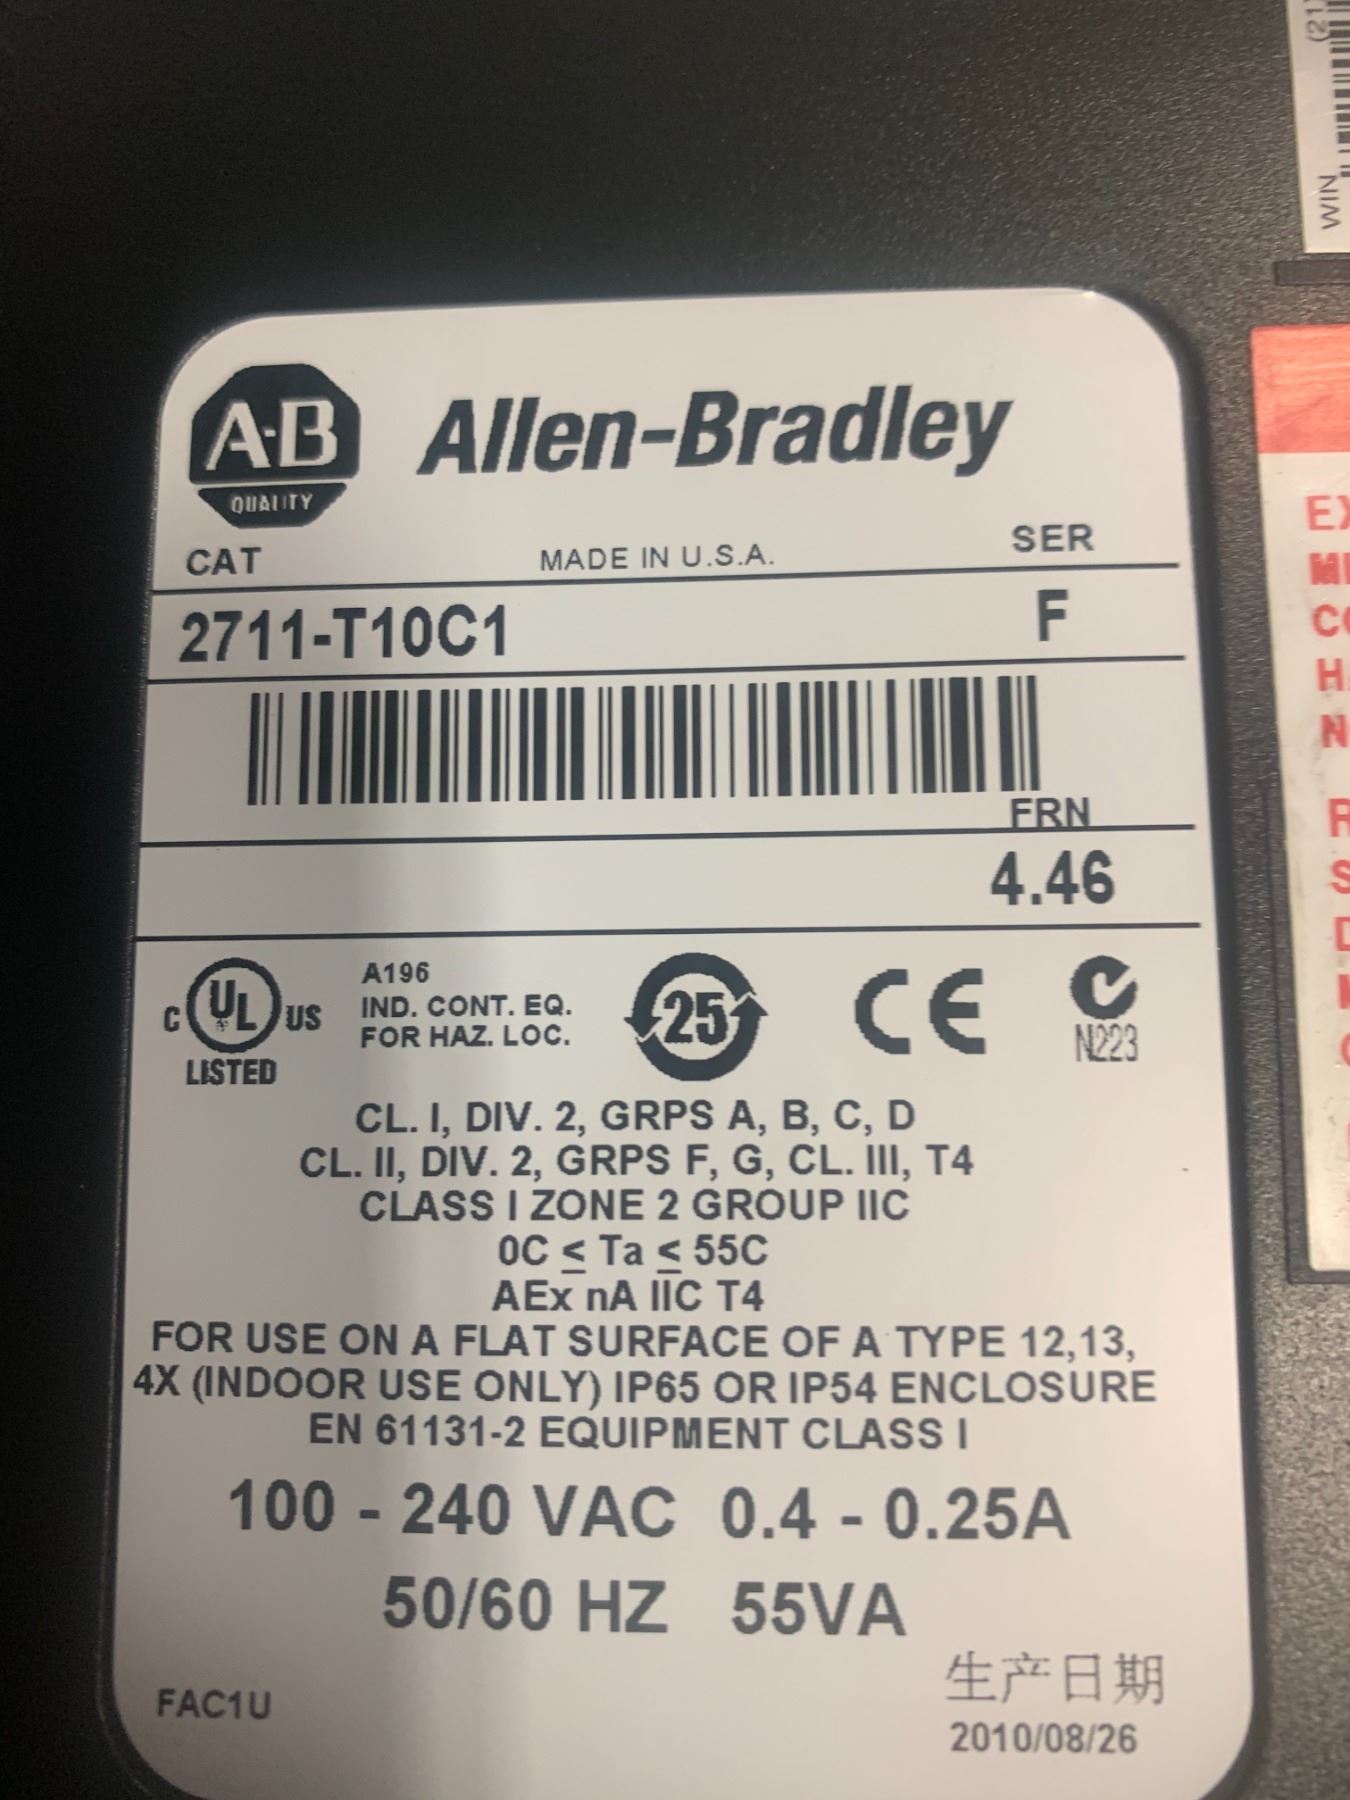 A-B
QUALITY
Allen-Bradley
CAT MADE IN U.S.A. SER
2711-T10C1 F
FRN
4.46
C UL US
LISTED
A196
IND. CONT. EQ.
FOR HAZ. LOC.
25
CE
N223
CL. I, DIV. 2, GRPS A, B, C, D
CL. II, DIV. 2, GRPS F, G, CL. III, T4
CLASS I ZONE 2 GROUP IIC
0C ≤ Ta ≤ 55C
AEx nA IIC T4
FOR USE ON A FLAT SURFACE OF A TYPE 12,13,
4X (INDOOR USE ONLY) IP65 OR IP54 ENCLOSURE
EN 61131-2 EQUIPMENT CLASS I
100 - 240 VAC 0.4 - 0.25A
50/60 HZ 55VA
FAC1U
生产日期
2010/08/26